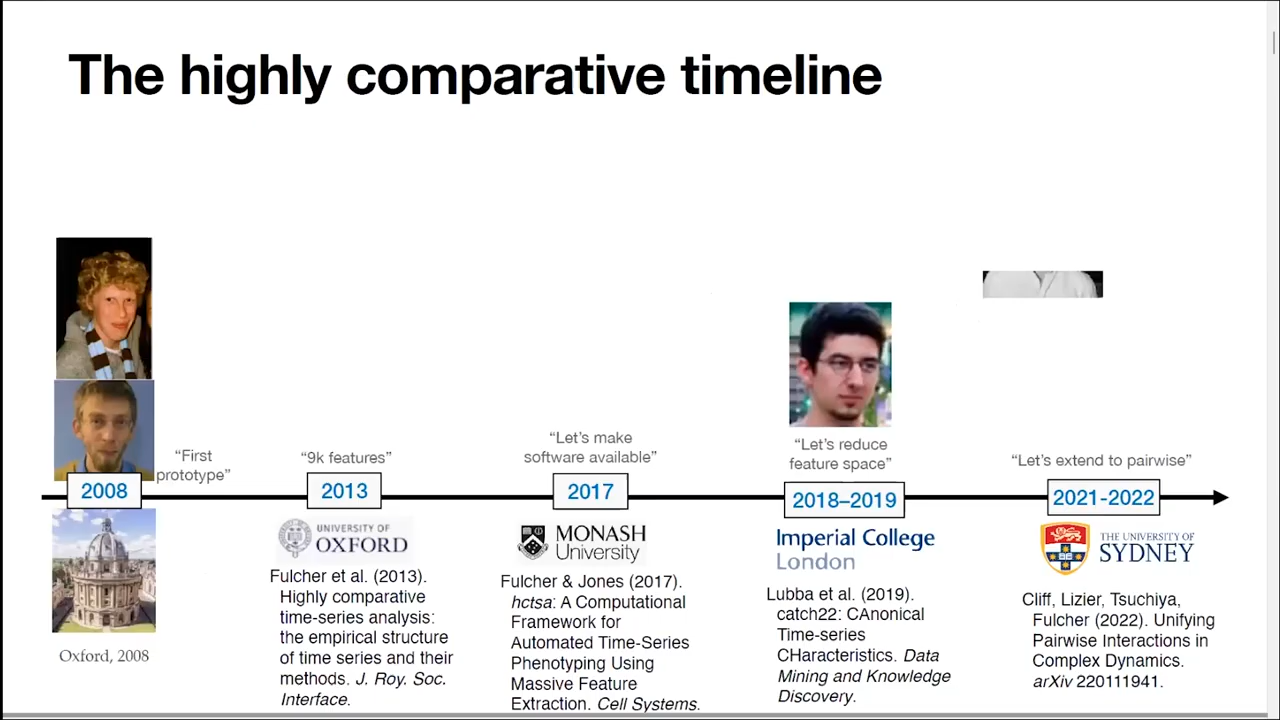 The highly comparative timeline
“First
prototype”
2008
Oxford, 2008
“9k features”
2013
UNIVERSITY OF
OXFORD
Fulcher et al. (2013).
Highly comparative
time-series analysis:
the empirical structure
of time series and their
methods. J. Roy. Soc.
Interface.
“Let’s make
software available”
2017
MONASH
University
Fulcher & Jones (2017).
hctsa: A Computational
Framework for
Automated Time-Series
Phenotyping Using
Massive Feature
Extraction. Cell Systems.
“Let’s reduce
feature space”
2018–2019
Imperial College
London
Lubba et al. (2019).
catch22: CAnonical
Time-series
CHaracteristics. Data
Mining and Knowledge
Discovery.
“Let’s extend to pairwise”
2021-2022
THE UNIVERSITY OF
SYDNEY
Cliff, Lizier, Tsuchiya,
Fulcher (2022). Unifying
Pairwise Interactions in
Complex Dynamics.
arXiv 220111941.